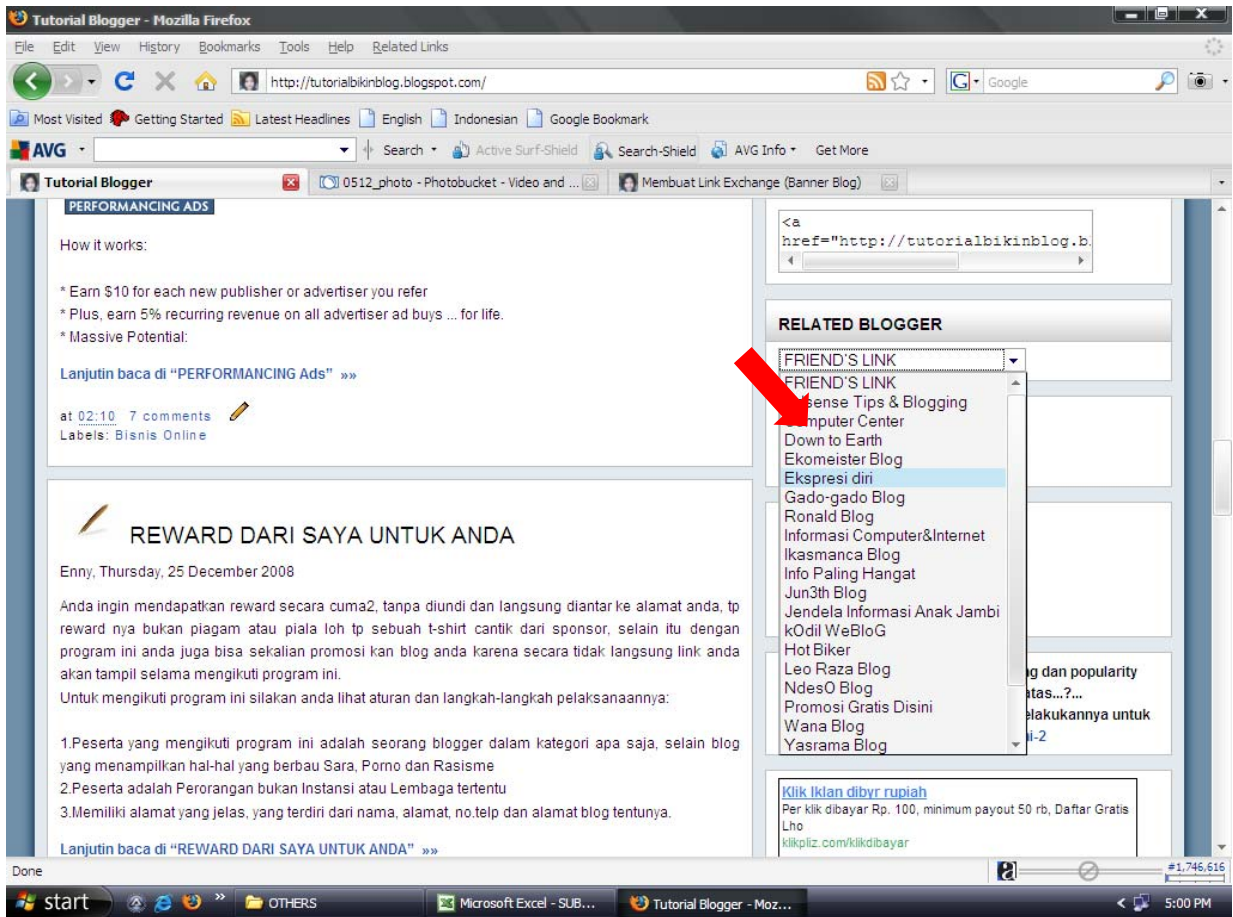 Tutorial Blogger - Mozilla Firefox
File Edit View History Bookmarks Tools Help Related Links
http://tutorialbikinblog.blogspot.com/
G Google
Most Visited Getting Started Latest Headlines English Indonesian Google Bookmark
AVG Search Active Surf-Shield Search-Shield AVG Info Get More
Tutorial Blogger 0512_photo - Photobucket - Video and ... Membuat Link Exchange (Banner Blog)
PERFORMANCING ADS
How it works:
* Earn $10 for each new publisher or advertiser you refer
* Plus, earn 5% recurring revenue on all advertiser ad buys ... for life.
* Massive Potential:
Lanjutin baca di “PERFORMANCING Ads” »»
at 02:10 7 comments
Labels: Bisnis Online
REWARD DARI SAYA UNTUK ANDA
Enny, Thursday, 25 December 2008
Anda ingin mendapatkan reward secara cuma2, tanpa diundi dan langsung diantar ke alamat anda, tp
reward nya bukan piagam atau piala loh tp sebuah t-shirt cantik dari sponsor, selain itu dengan
program ini anda juga bisa sekalian promosi kan blog anda karena secara tidak langsung link anda
akan tampil selama mengikuti program ini.
Untuk mengikuti program ini silakan anda lihat aturan dan langkah-langkah pelaksanaannya:
1.Peserta yang mengikuti program ini adalah seorang blogger dalam kategori apa saja, selain blog
yang menampilkan hal-hal yang berbau Sara, Porno dan Rasisme
2.Peserta adalah Perorangan bukan Instansi atau Lembaga tertentu
3.Memiliki alamat yang jelas, yang terdiri dari nama, alamat, no.telp dan alamat blog tentunya.
Lanjutin baca di “REWARD DARI SAYA UNTUK ANDA” »»
<a
href="http://tutorialbikinblog.b
RELATED BLOGGER
FRIEND'S LINK
FRIEND'S LINK
Tips & Blogging
Center
Down to Earth
Ekomeister Blog
Ekspresi diri
Gado-gado Blog
Ronald Blog
Informasi Computer&Internet
Ikasmanca Blog
Info Paling Hangat
Jun3th Blog
Jendela Informasi Anak Jambi
kOdil WeBloG
Hot Biker
Leo Raza Blog
NdesO Blog
Promosi Gratis Disini
Wana Blog
Yasrama Blog
dan popularity
atas...?...
untuk
-2
Klik Iklan dibyr rupiah
Per klik dibayar Rp. 100, minimum payout 50 rb, Daftar Gratis
Lho
klikpliz.com/klikdibayar
Done #1,746,616
start OTHERS Microsoft Excel - SUB... Tutorial Blogger - Moz... 5:00 PM